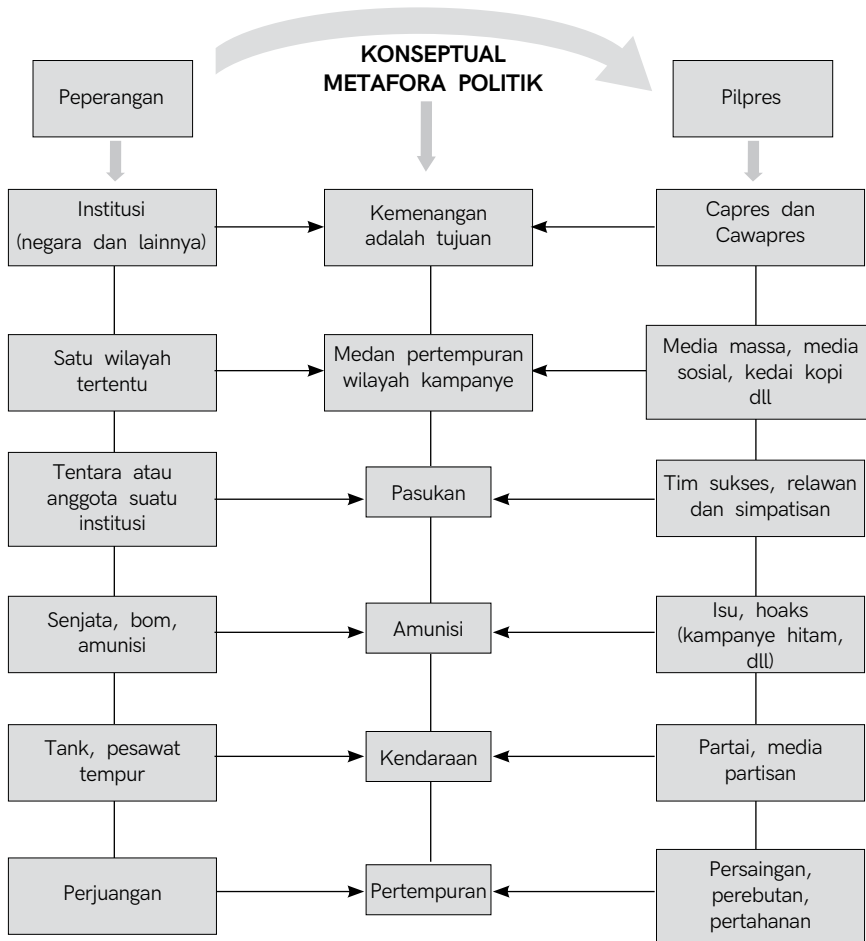 KONSEPTUAL
METAFORA POLITIK
Peperangan
Pilpres
Institusi
(negara dan lainnya)
Kemenangan
adalah tujuan
Capres dan
Cawapres
Satu wilayah
tertentu
Medan pertempuran
wilayah kampanye
Media massa, media
sosial, kedai kopi
dll
Tentara atau
anggota suatu
institusi
Pasukan
Tim sukses, relawan
dan simpatisan
Senjata, bom,
amunisi
Amunisi
Isu, hoaks
(kampanye hitam,
dll)
Tank, pesawat
tempur
Kendaraan
Partai, media
partisan
Perjuangan
Pertempuran
Persaingan,
perebutan,
pertahanan